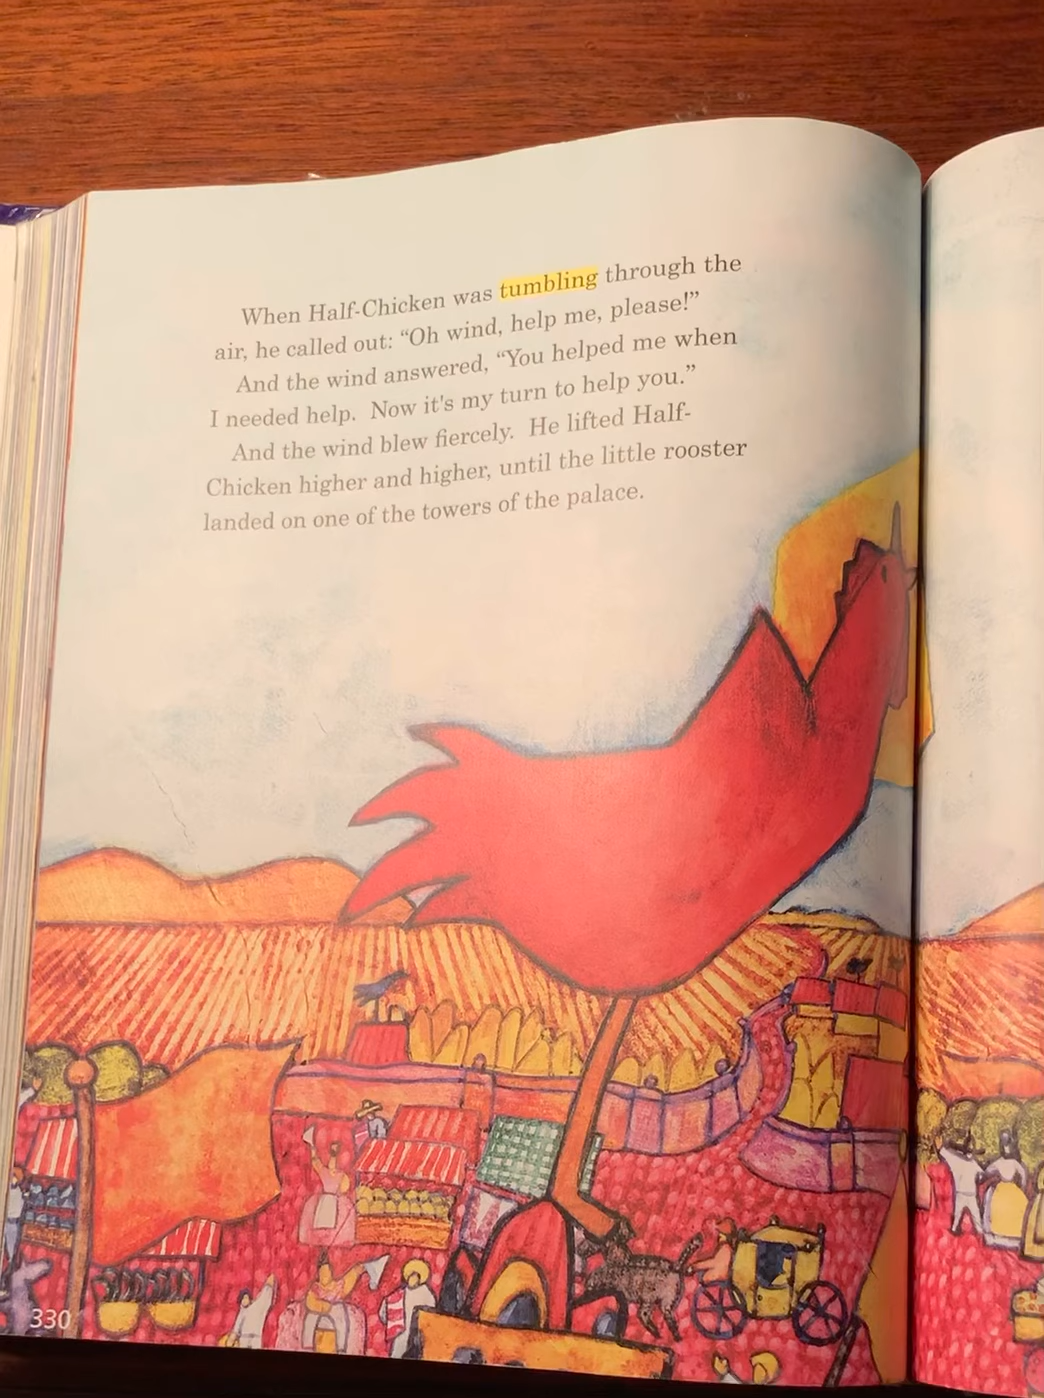 When Half-Chicken was tumbling through the
air, he called out: “Oh wind, help me, please!”
And the wind answered, “You helped me when
I needed help. Now it's my turn to help you.”
And the wind blew fiercely. He lifted Half-
Chicken higher and higher, until the little rooster
landed on one of the towers of the palace.
330